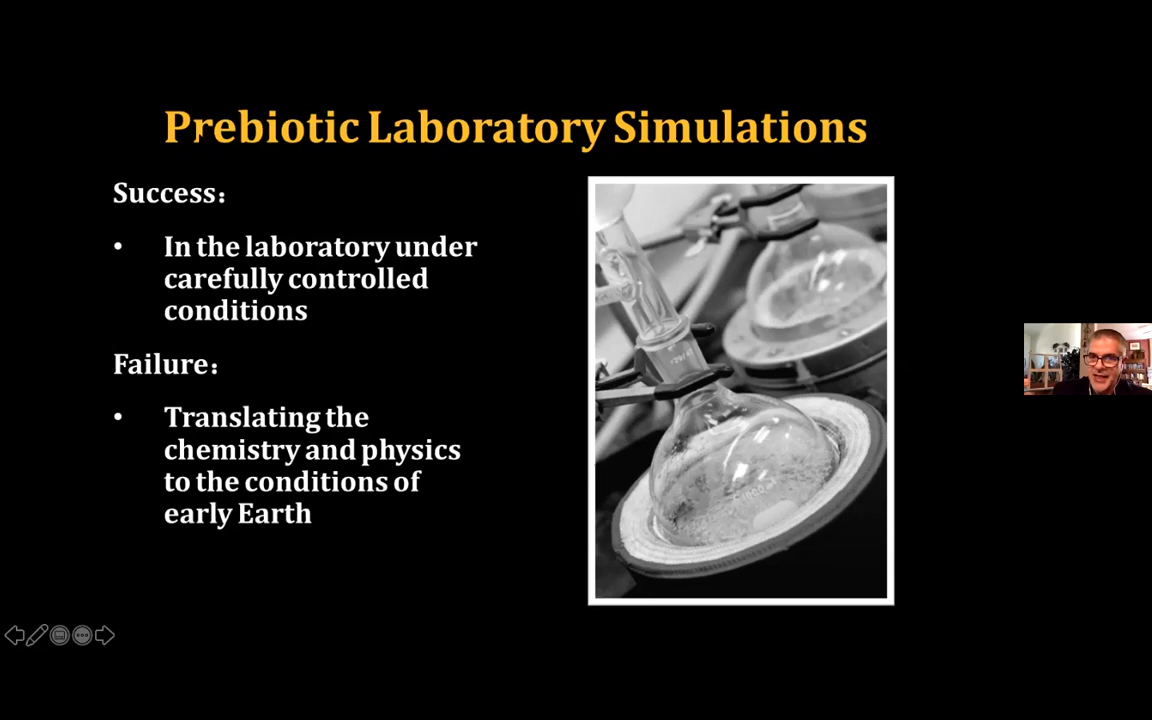 Prebiotic Laboratory Simulations
Success:
• In the laboratory under
carefully controlled
conditions
Failure:
• Translating the
chemistry and physics
to the conditions of
early Earth